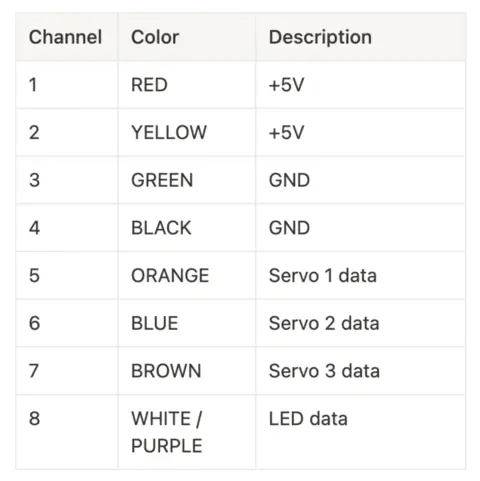 Channel Color Description
1 RED +5V
2 YELLOW +5V
3 GREEN GND
4 BLACK GND
5 ORANGE Servo 1 data
6 BLUE Servo 2 data
7 BROWN Servo 3 data
8 WHITE / LED data
PURPLE